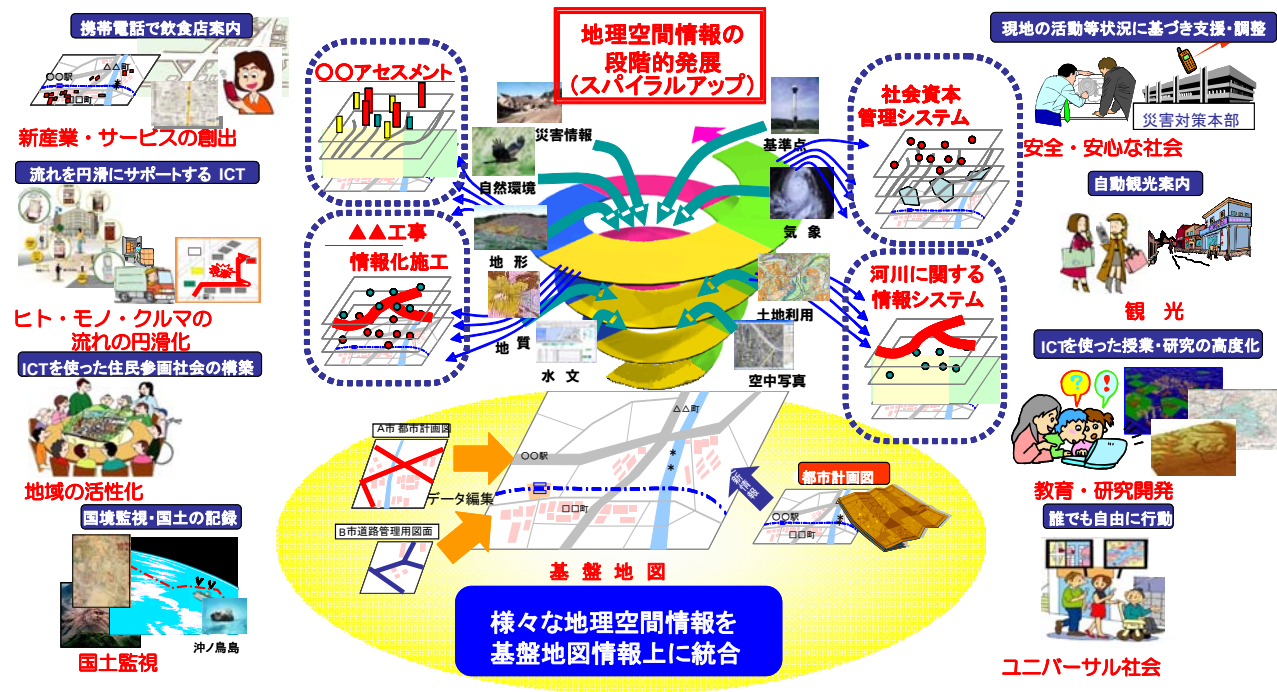 携帯電話で飲食店案内
〇〇駅
△△町
□□町
新産業・サービスの創出
流れを円滑にサポートする ICT
渋滞
ヒト・モノ・クルマの
流れの円滑化
ICTを使った住民参画社会の構築
地域の活性化
国境監視・国土の記録
沖ノ鳥島
国土監視
〇〇アセスメント
△△工事
情報化施工
地理空間情報の
段階的発展
(スパイラルアップ)
災害情報
自然環境
地 形
地 質
水 文
基準点
気 象
土地利用
空中写真
社会資本
管理システム
河川に関する
情報システム
A市 都市計画図
データ編集
B市道路管理用図面
〇〇駅
△△町
□□町
都市計画図
〇〇駅
□□町
基 盤 地 図
様々な地理空間情報を
基盤地図情報上に統合
現地の活動等状況に基づき支援・調整
災害対策本部
安全・安心な社会
自動観光案内
観 光
ICTを使った授業・研究の高度化
?
!
教育・研究開発
誰でも自由に行動
ユニバーサル社会